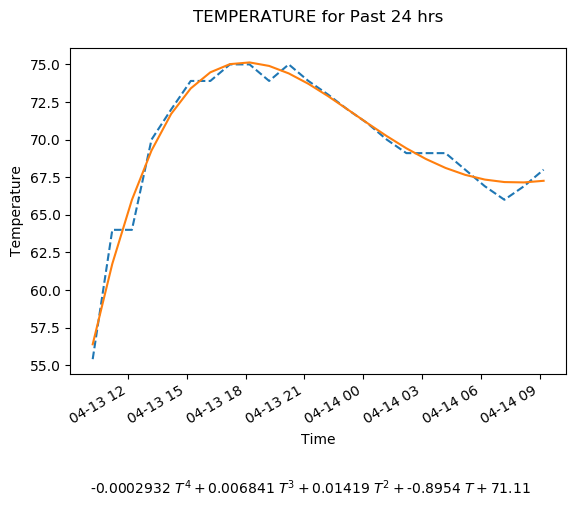 TEMPERATURE for Past 24 hrs
75.0
72.5
70.0
67.5
65.0
62.5
60.0
57.5
55.0
Temperature
04-13 12 04-13 15 04-13 18 04-13 21 04-14 00 04-14 03 04-14 06 04-14 09
Time
-0.0002932 T⁴ + 0.006841 T³ + 0.01419 T² + -0.8954 T + 71.11